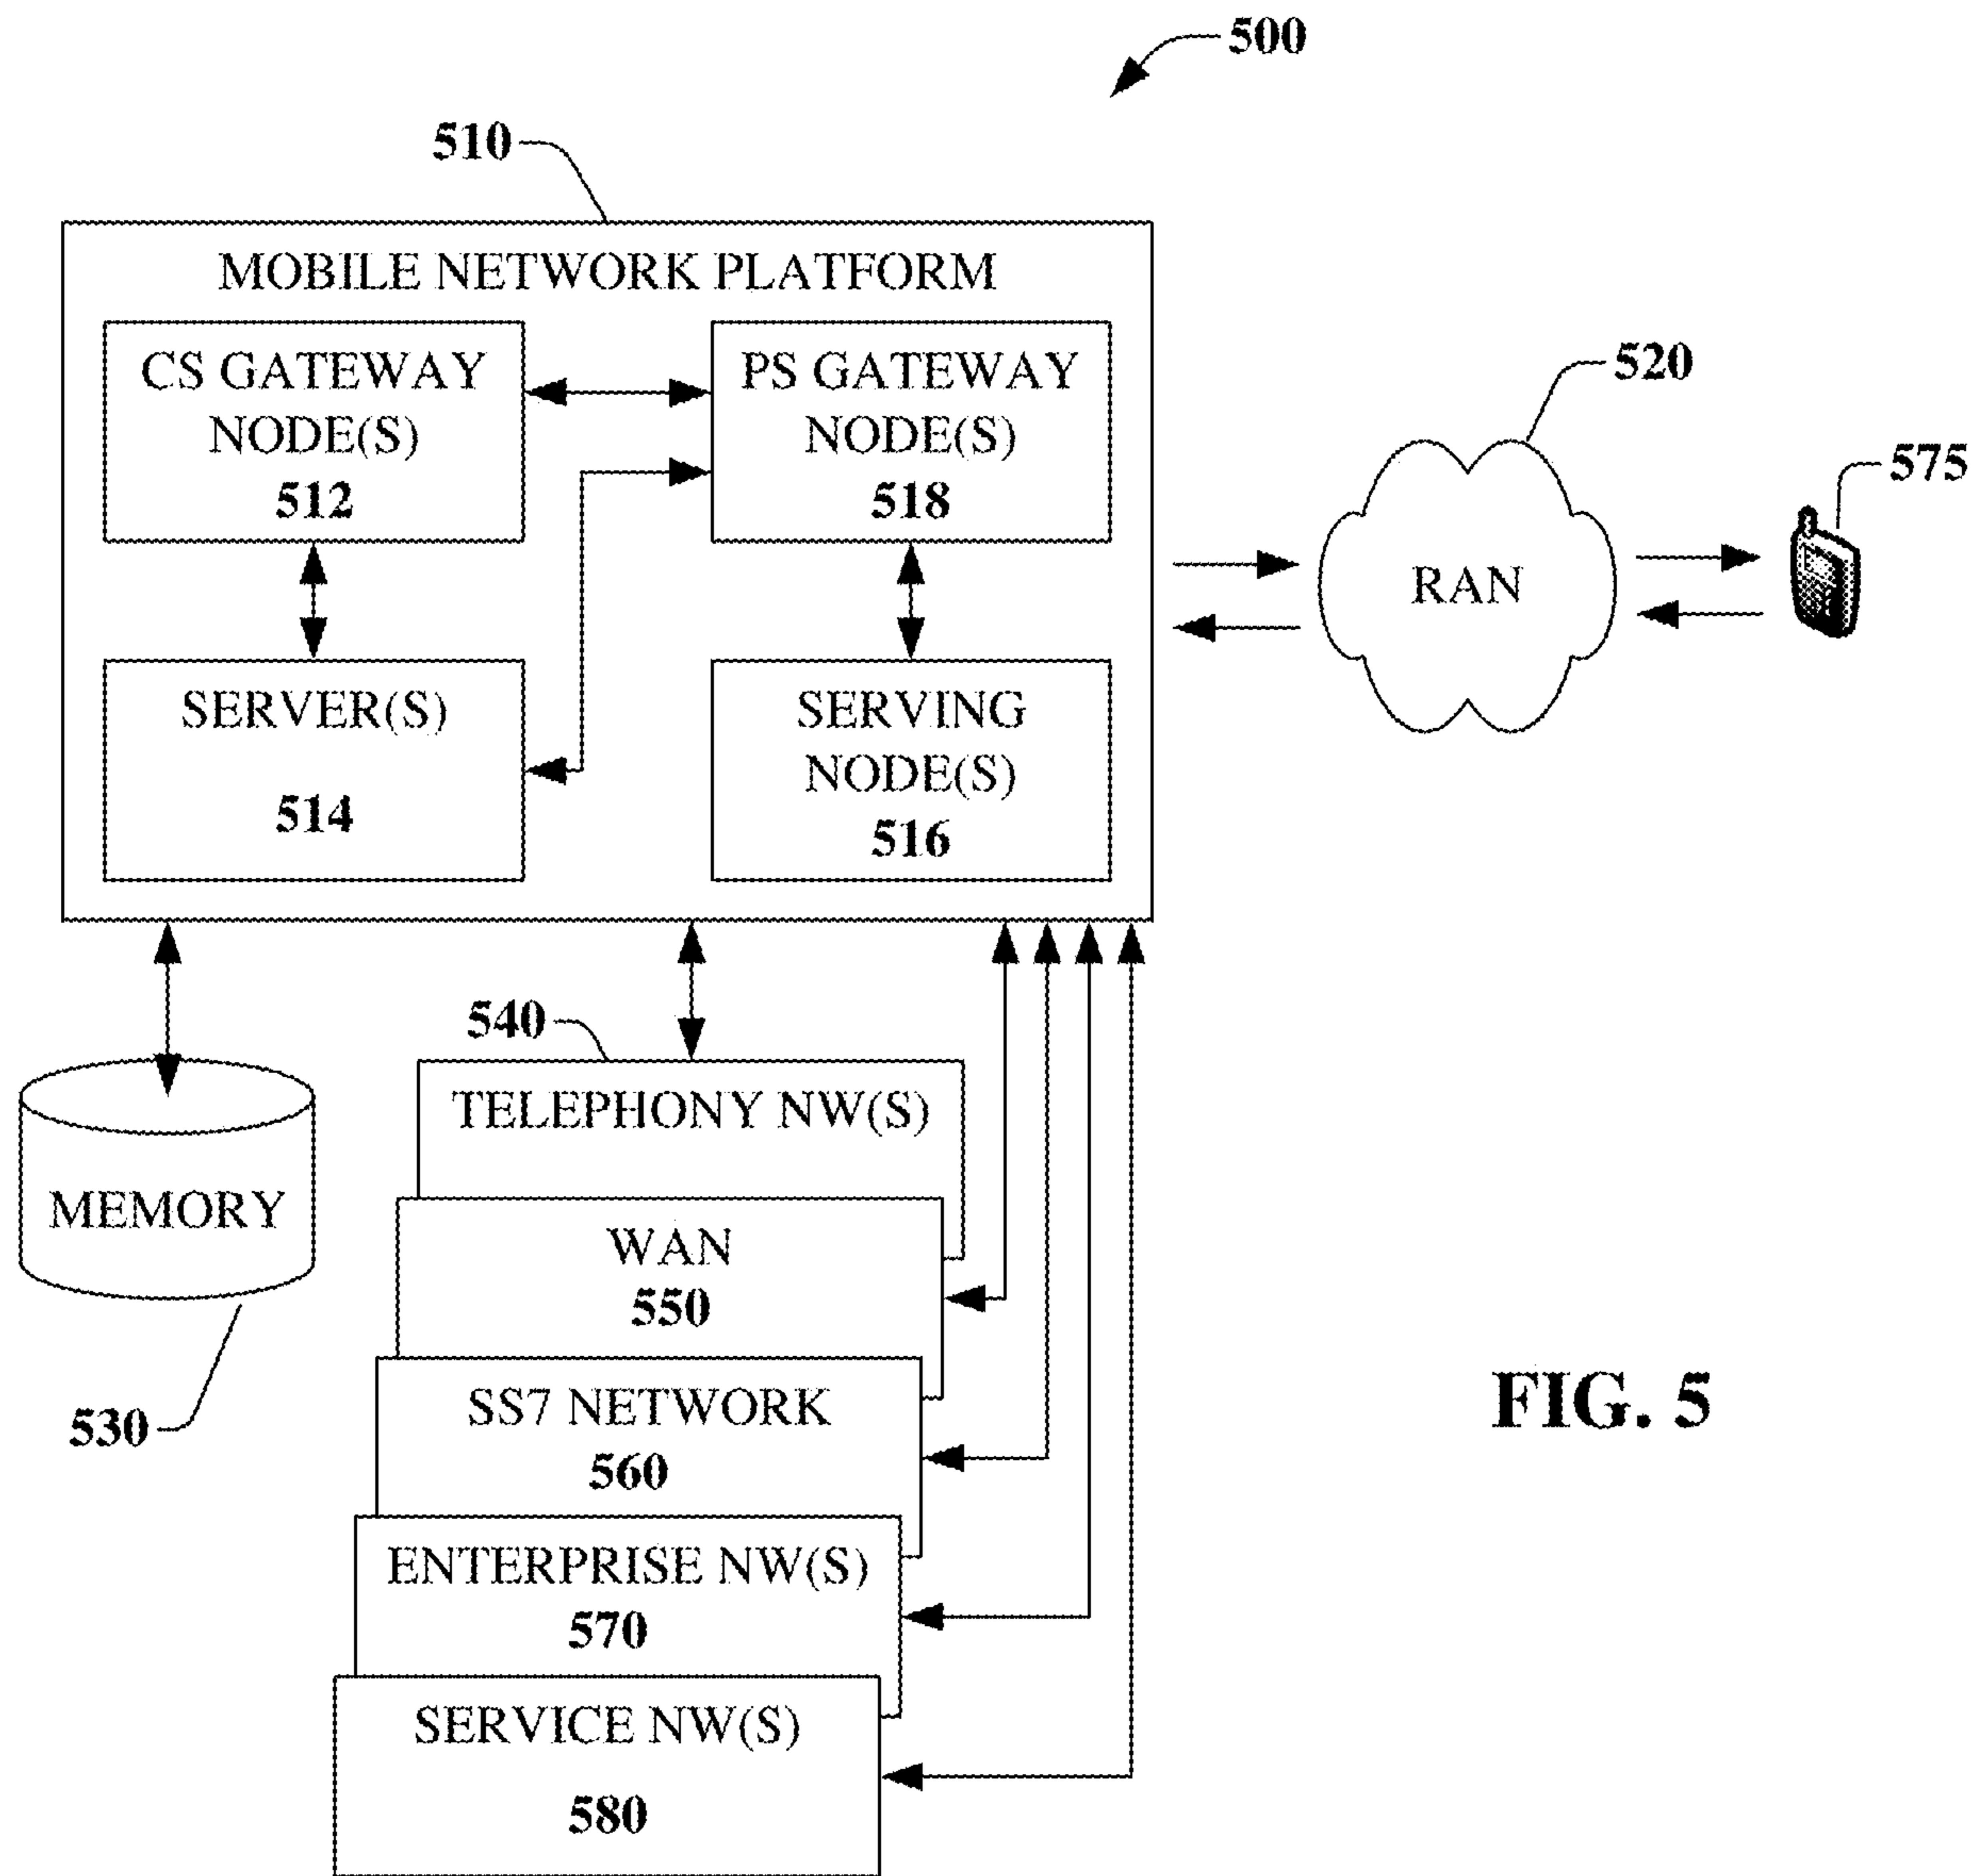 500
510
MOBILE NETWORK PLATFORM
CS GATEWAY
NODE(S)
512
PS GATEWAY
NODE(S)
518
520
575
RAN
SERVER(S)
514
SERVING
NODE(S)
516
540
TELEPHONY NW(S)
MEMORY
530
WAN
550
SS7 NETWORK
560
ENTERPRISE NW(S)
570
SERVICE NW(S)
580
FIG. 5